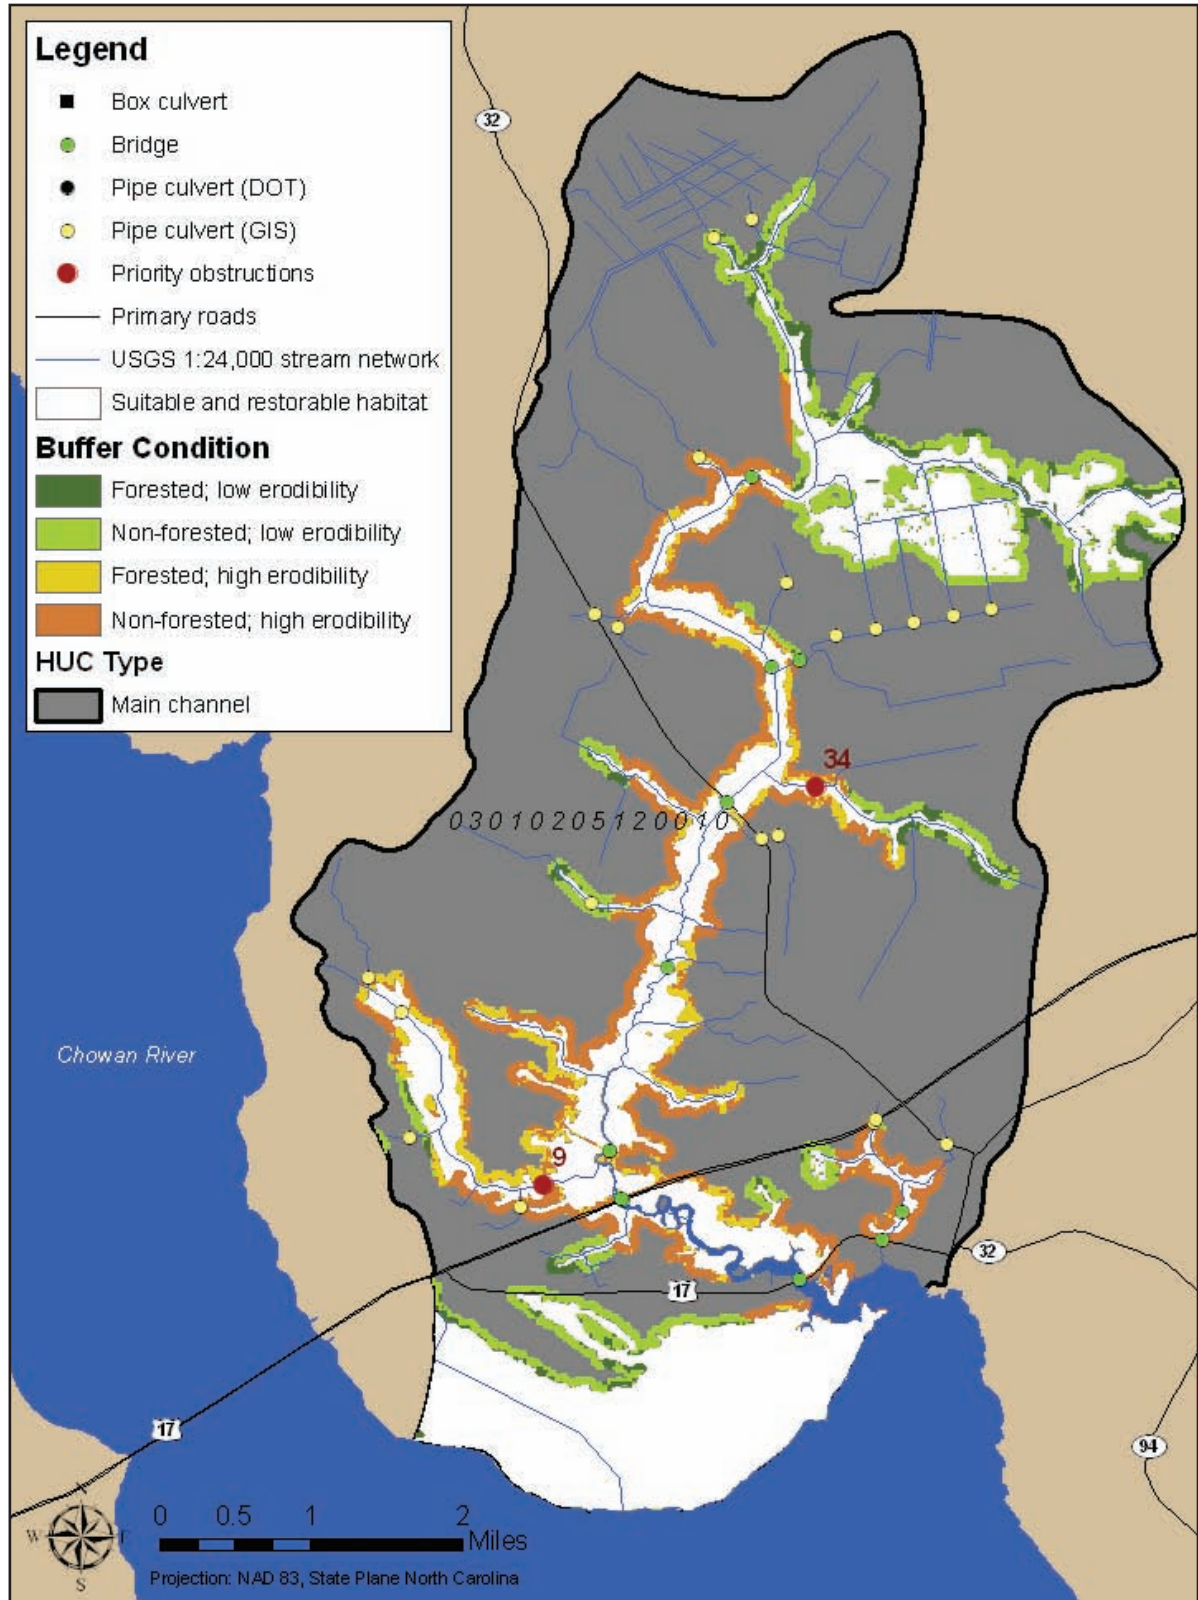 Legend
Box culvert
Bridge
Pipe culvert (DOT)
Pipe culvert (GIS)
Priority obstructions
Primary roads
USGS 1:24,000 stream network
Suitable and restorable habitat
Buffer Condition
Forested; low erodibility
Non-forested; low erodibility
Forested; high erodibility
Non-forested; high erodibility
HUC Type
Main channel
32
34
03010205120010
Chowan River
9
32
17
17
94
0 0.5 1 2
Miles
W
S
Projection: NAD 83, State Plane North Carolina